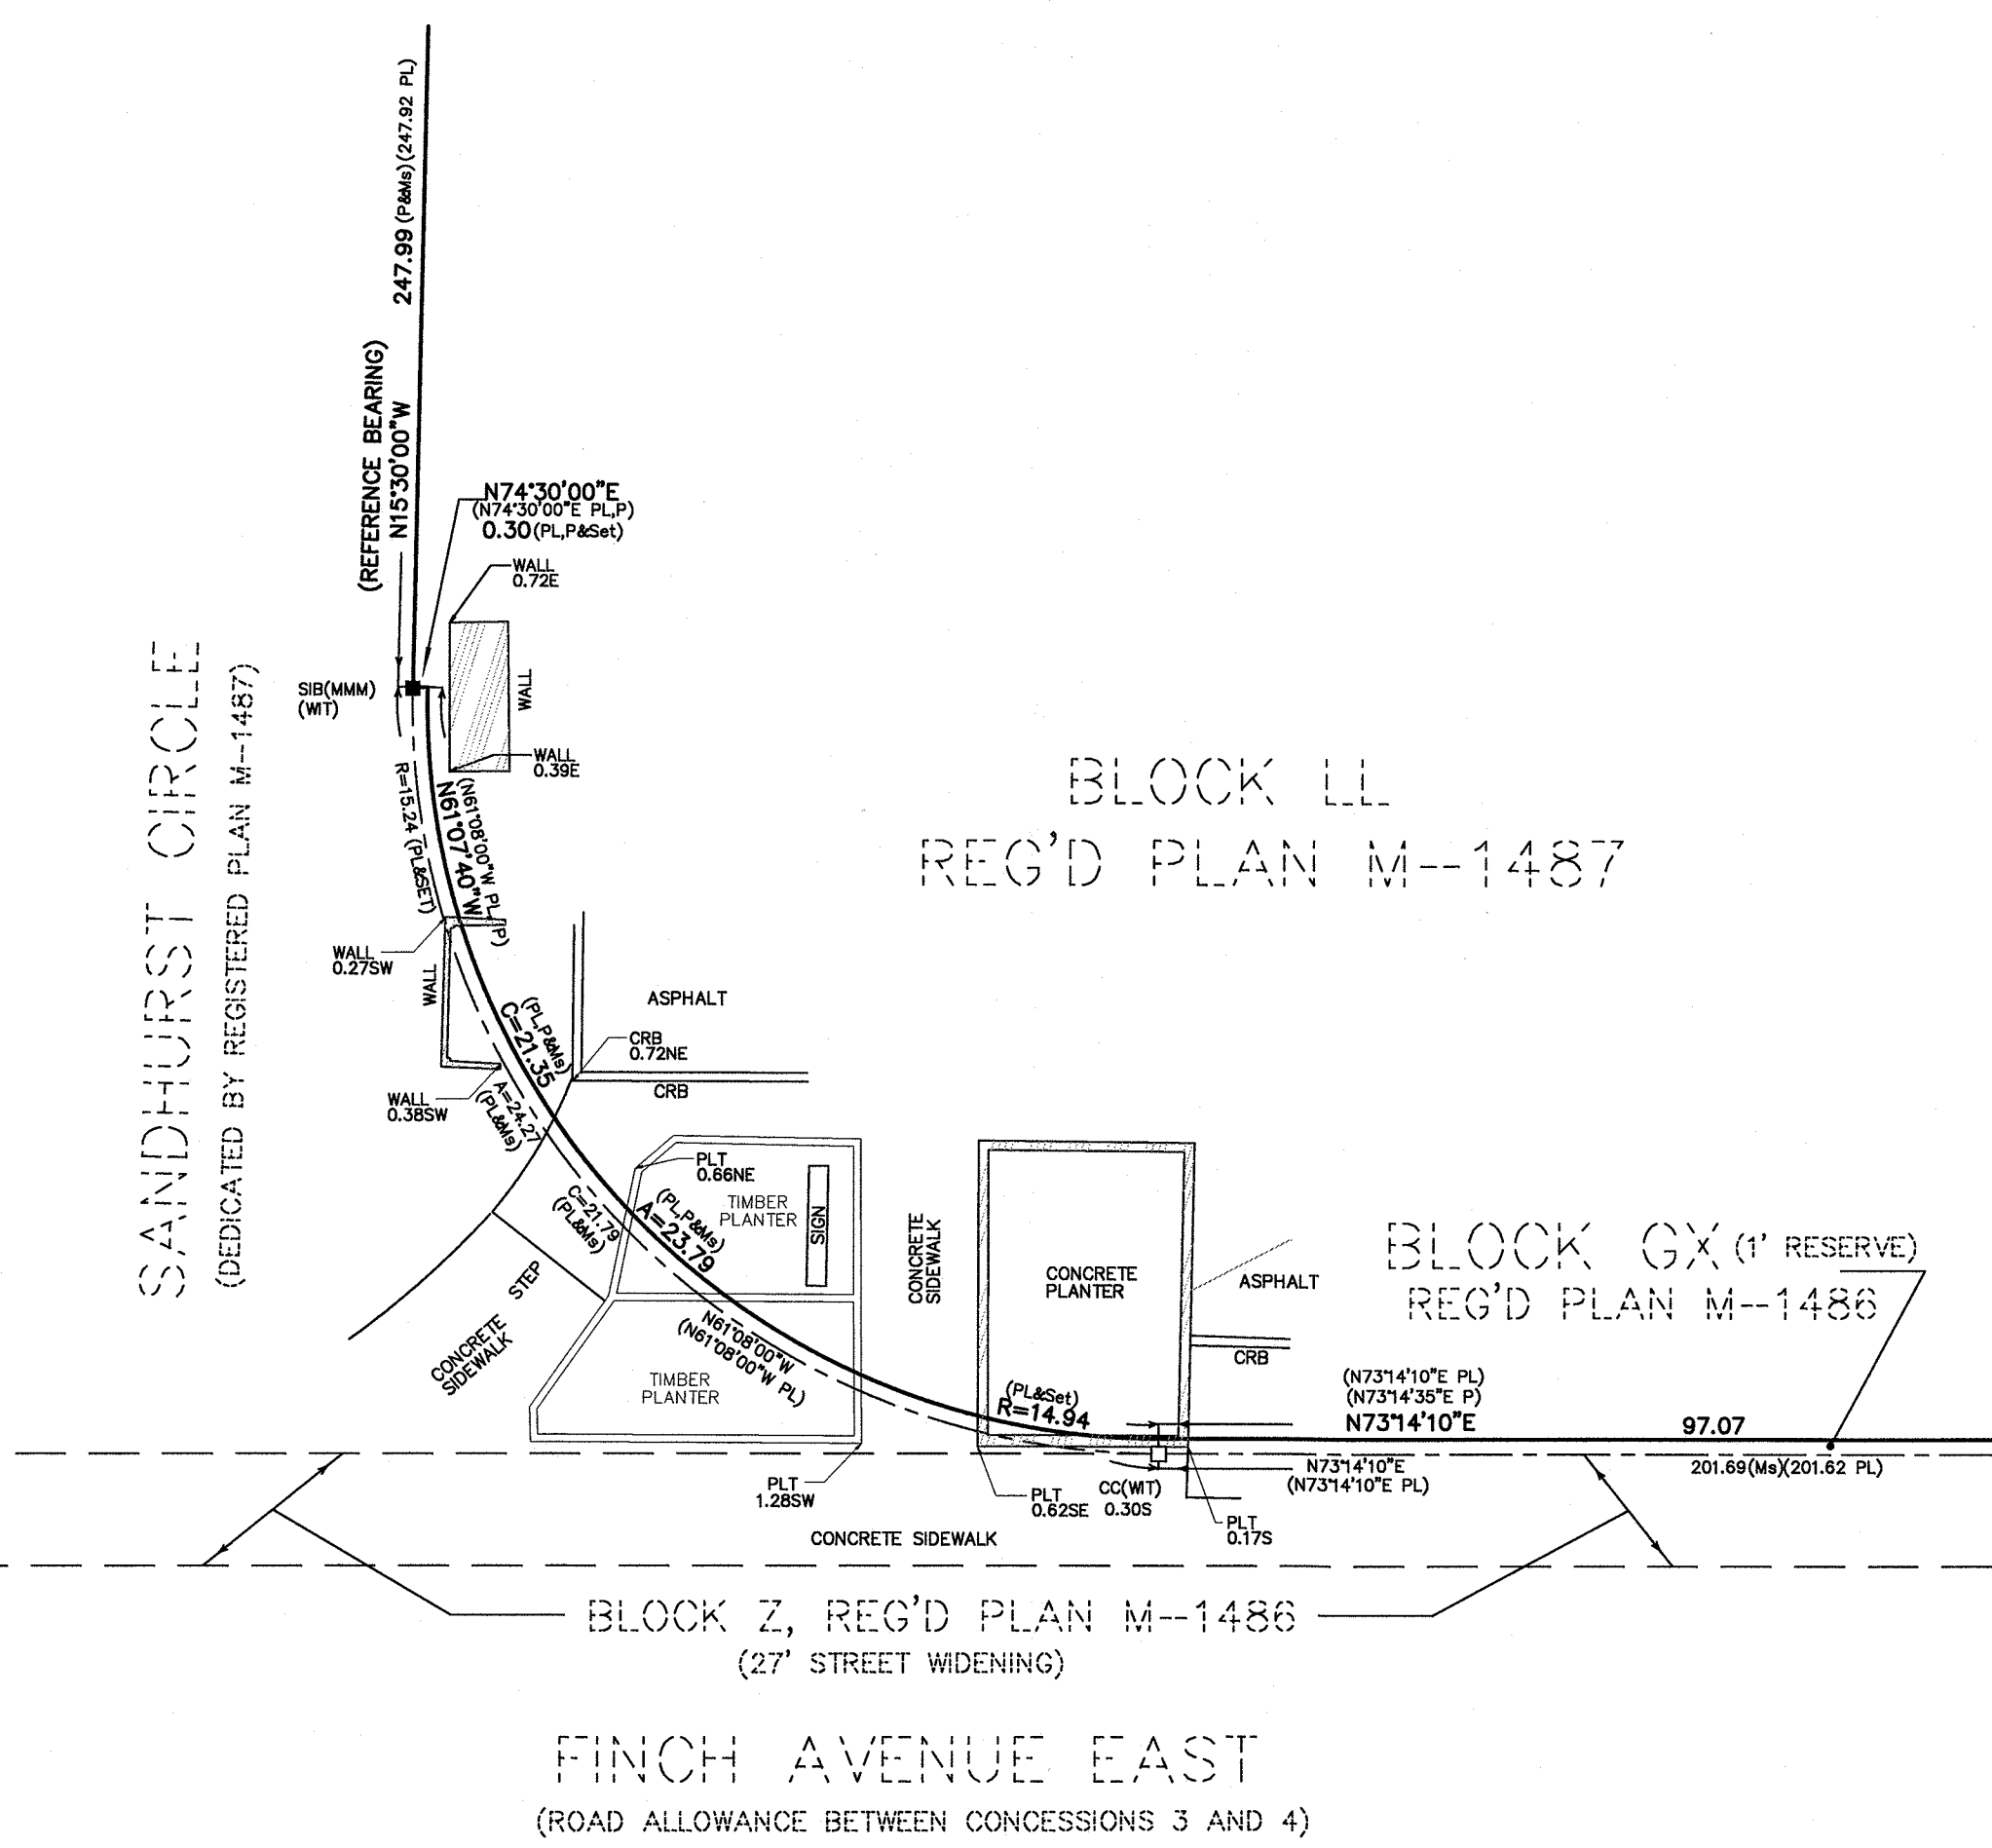 247.99 (P&Ms)(247.92 PL)
(REFERENCE BEARING)
N15°30'00"W
N74°30'00"E
(N74°30'00"E PL,P)
0.30(PL,P&Set)
WALL
0.72E
SIB(MMM)
(WIT)
WALL
WALL
0.39E
R=15.24 (PL&SET)
(N61°08'00"W PL,P)
N61°07'40"W
SANDHURST CIRCLE
(DEDICATED BY REGISTERED PLAN M--1487)
BLOCK LL
REG'D PLAN M--1487
WALL
0.27SW
WALL
ASPHALT
(PL,P&Ms)
C=21.35
CRB
0.72NE
CRB
WALL
0.38SW
A=24.27
(PL&Ms)
PLT
0.66NE
TIMBER
PLANTER
SIGN
(PL,P&Ms)
A=23.79
C=21.79
(PL&Ms)
CONCRETE
SIDEWALK
CONCRETE
PLANTER
ASPHALT
BLOCK GX (1' RESERVE)
REG'D PLAN M--1486
STEP
CONCRETE
SIDEWALK
N61°08'00"W
(N61°08'00"W PL)
TIMBER
PLANTER
CRB
(PL&Set)
R=14.94
(N73°14'10"E PL)
(N73°14'35"E P)
N73°14'10"E
97.07
N73°14'10"E
(N73°14'10"E PL)
201.69(Ms)(201.62 PL)
PLT
1.28SW
PLT
0.62SE
CC(WIT)
0.30S
PLT
0.17S
CONCRETE SIDEWALK
BLOCK Z, REG'D PLAN M--1486
(27' STREET WIDENING)
FINCH AVENUE EAST
(ROAD ALLOWANCE BETWEEN CONCESSIONS 3 AND 4)